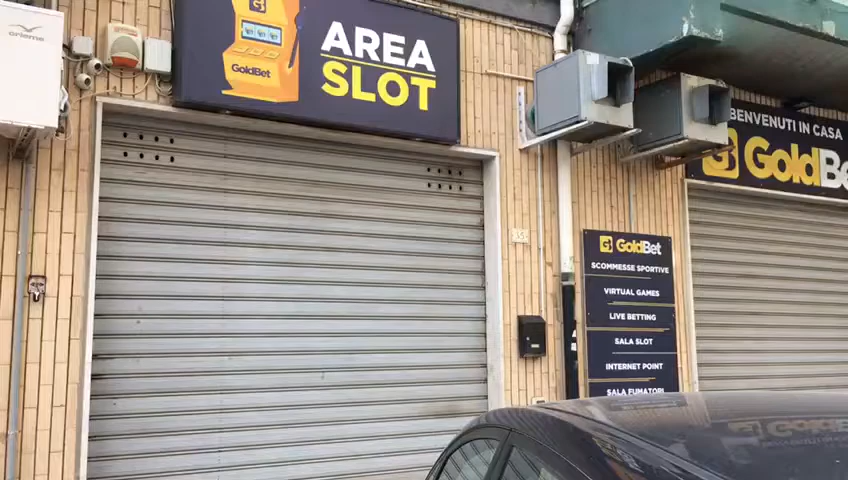 GoldBet
AREA
SLOT
BENVENUTI IN CASA
GoldBe
GoldBet
SCOMMESSE SPORTIVE
VIRTUAL GAMES
LIVE BETTING
SALA SLOT
INTERNET POINT
SALA FUMATORI